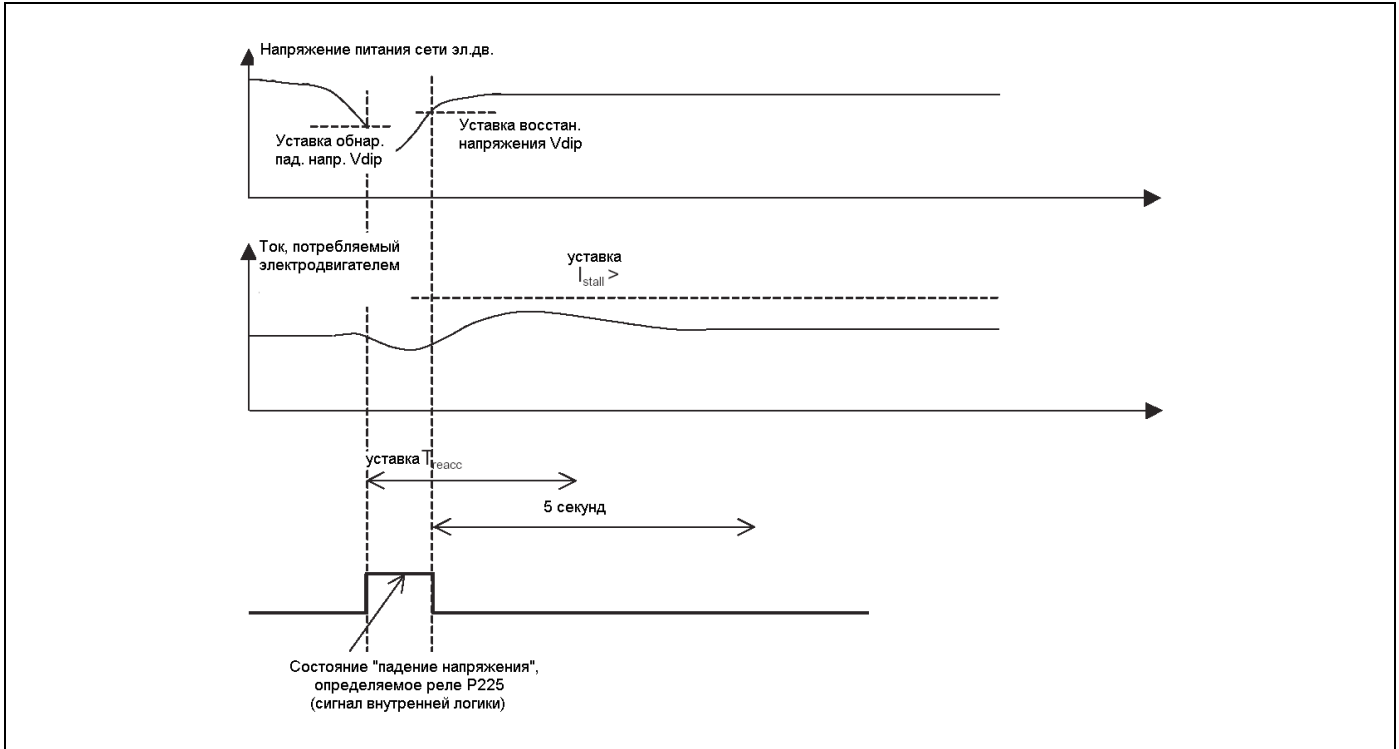 Напряжение питания сети эл.дв.
Уставка обнар.
пад. напр. Vdip
Уставка восстан.
напряжения Vdip
Ток, потребляемый
электродвигателем
уставка
Istall >
уставка Treacc
5 секунд
Состояние "падение напряжения",
определяемое реле P225
(сигнал внутренней логики)